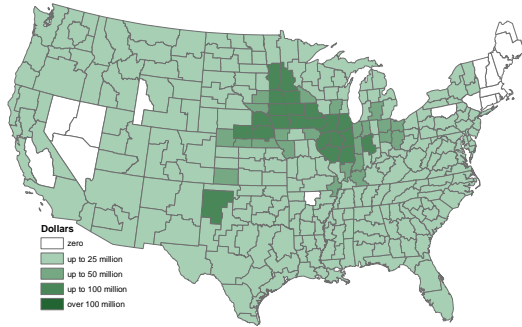 Dollars
zero
up to 25 million
up to 50 million
up to 100 million
over 100 million